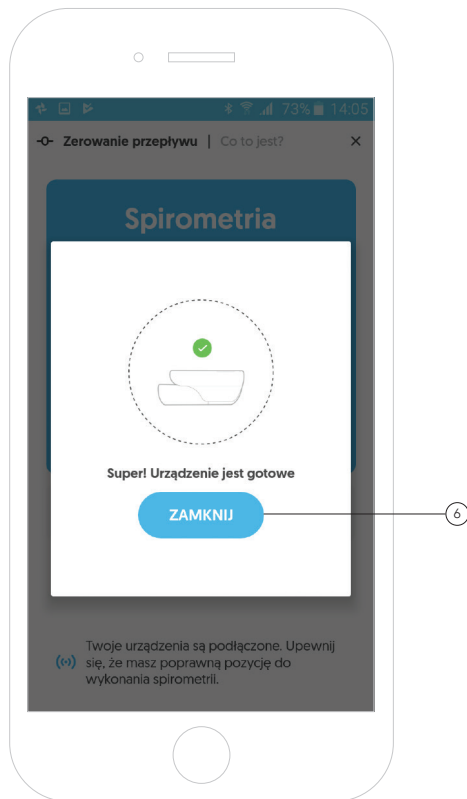 73% 14:05
-0- Zerowanie przepływu | Co to jest? ×
Spirometria
Super! Urządzenie jest gotowe
ZAMKNIJ
6
Twoje urządzenia są podłączone. Upewnij
się, że masz poprawną pozycję do
wykonania spirometrii.